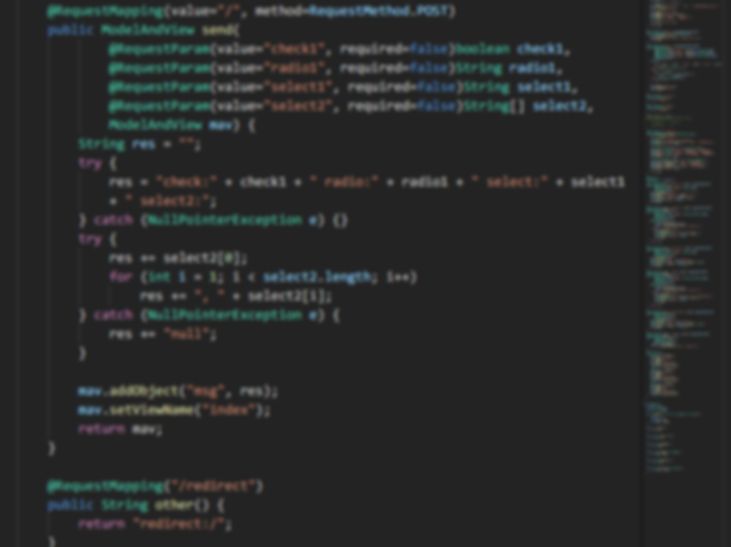 @RequestMapping(value="/", method=RequestMethod.POST)
public ModelAndView send(
@RequestParam(value="check1", required=false)boolean check1,
@RequestParam(value="radio1", required=false)String radio1,
@RequestParam(value="select1", required=false)String select1,
@RequestParam(value="select2", required=false)String[] select2,
ModelAndView mav) {
String res = "";
try {
res = "check:" + check1 + " radio:" + radio1 + " select:" + select1
+ " select2:";
} catch (NullPointerException e) {}
try {
res += select2[0];
for (int i = 1; i < select2.length; i++)
res += ", " + select2[i];
} catch (NullPointerException e) {
res += "null";
}
mav.addObject("msg", res);
mav.setViewName("index");
return mav;
}
@RequestMapping("/redirect")
public String other() {
return "redirect:/";
}